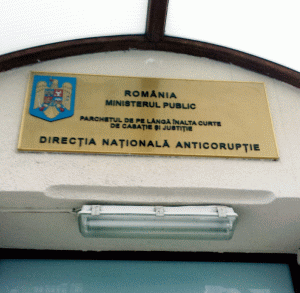 ROMÂNIA
MINISTERUL PUBLIC
PARCHETUL DE PE LÂNGĂ ÎNALTA CURTE
DE CASAȚIE ȘI JUSTIȚIE
DIRECȚIA NAȚIONALĂ ANTICORUPȚIE